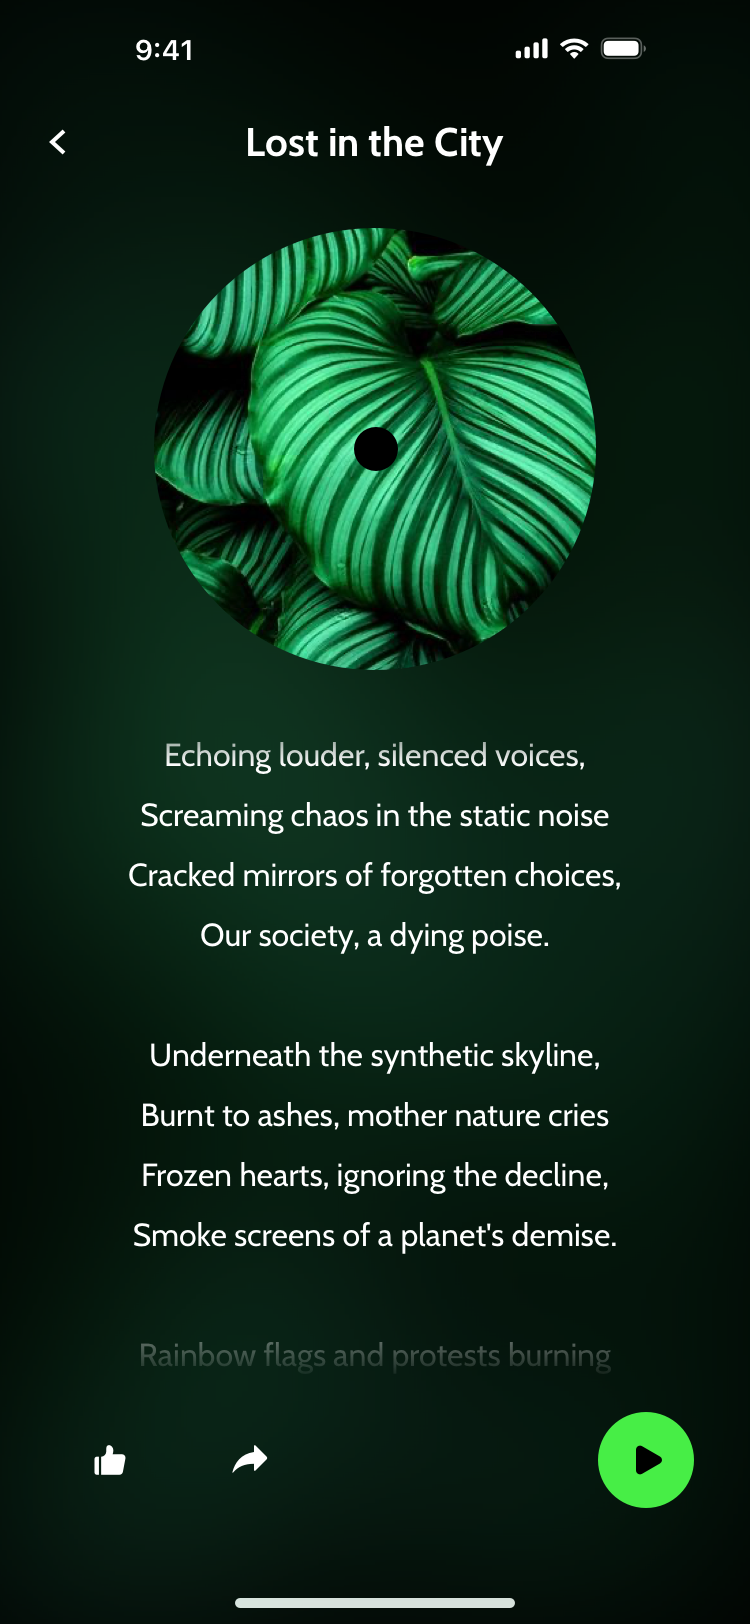 9:41
Lost in the City
Echoing louder, silenced voices,
Screaming chaos in the static noise
Cracked mirrors of forgotten choices,
Our society, a dying poise.
Underneath the synthetic skyline,
Burnt to ashes, mother nature cries
Frozen hearts, ignoring the decline,
Smoke screens of a planet's demise.
Rainbow flags and protests burning